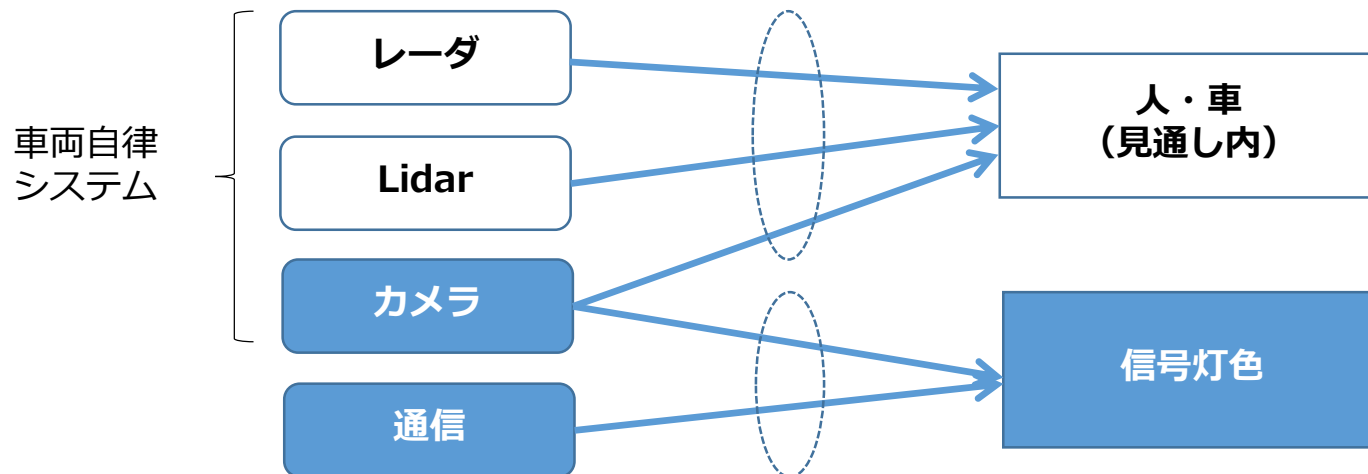 車両自律
システム
レーダ
Lidar
カメラ
通信
人・車
（見通し内）
信号灯色